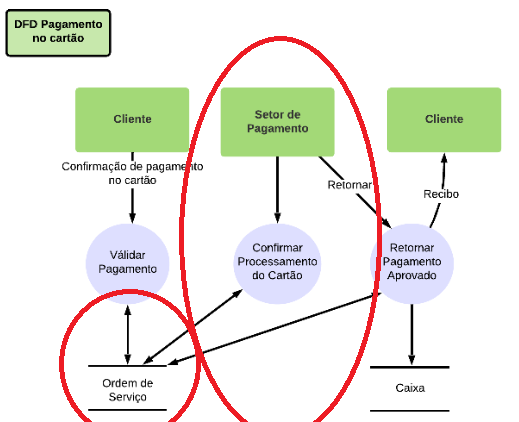 DFD Pagamento
no cartão
Cliente
Setor de
Pagamento
Cliente
Confirmação de pagamento
no cartão
Retornar
Recibo
Válidar
Pagamento
Confirmar
Processamento
do Cartão
Retornar
Pagamento
Aprovado
Ordem de
Serviço
Caixa